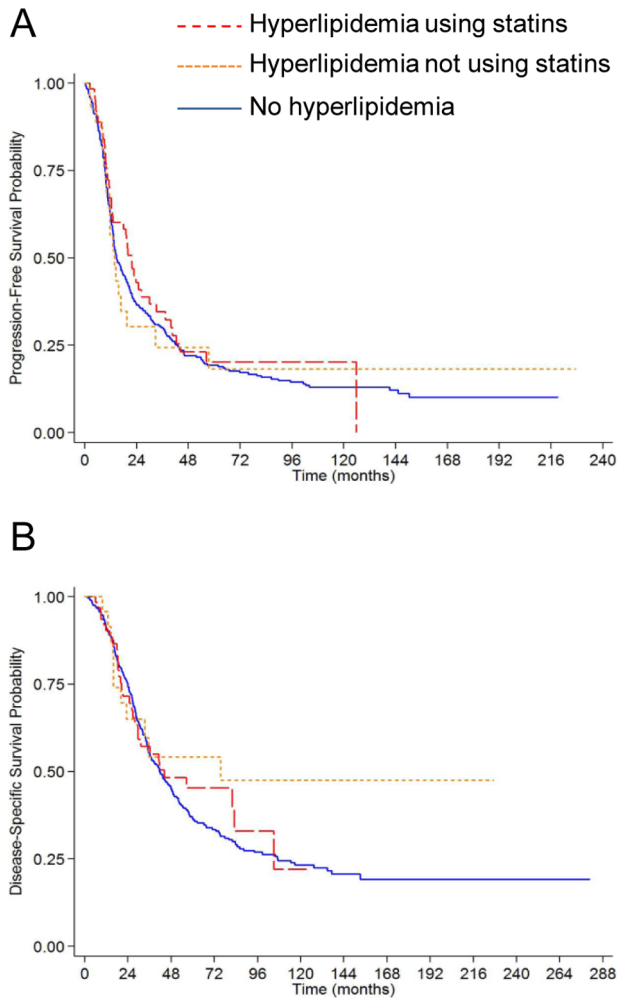 A
Hyperlipidemia using statins
Hyperlipidemia not using statins
No hyperlipidemia
Progression-Free Survival Probability
1.00
0.75
0.50
0.25
0.00
0 24 48 72 96 120 144 168 192 216 240
Time (months)
B
Disease-Specific Survival Probability
1.00
0.75
0.50
0.25
0.00
0 24 48 72 96 120 144 168 192 216 240 264 288
Time (months)